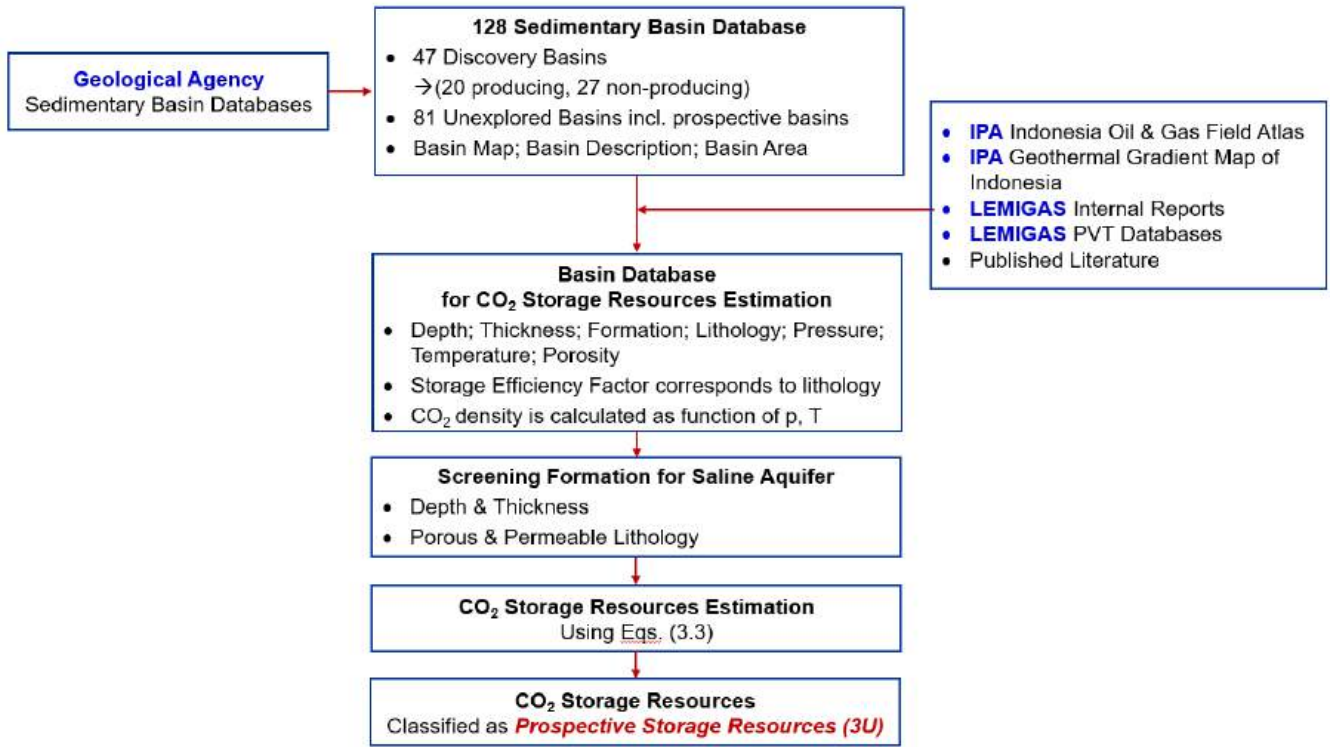 128 Sedimentary Basin Database
• 47 Discovery Basins
→(20 producing, 27 non-producing)
• 81 Unexplored Basins incl. prospective basins
• Basin Map; Basin Description; Basin Area
Geological Agency
Sedimentary Basin Databases
• IPA Indonesia Oil & Gas Field Atlas
• IPA Geothermal Gradient Map of
Indonesia
• LEMIGAS Internal Reports
• LEMIGAS PVT Databases
• Published Literature
Basin Database
for CO₂ Storage Resources Estimation
• Depth; Thickness; Formation; Lithology; Pressure;
Temperature; Porosity
• Storage Efficiency Factor corresponds to lithology
• CO₂ density is calculated as function of p, T
Screening Formation for Saline Aquifer
• Depth & Thickness
• Porous & Permeable Lithology
CO₂ Storage Resources Estimation
Using Eqs. (3.3)
CO₂ Storage Resources
Classified as Prospective Storage Resources (3U)